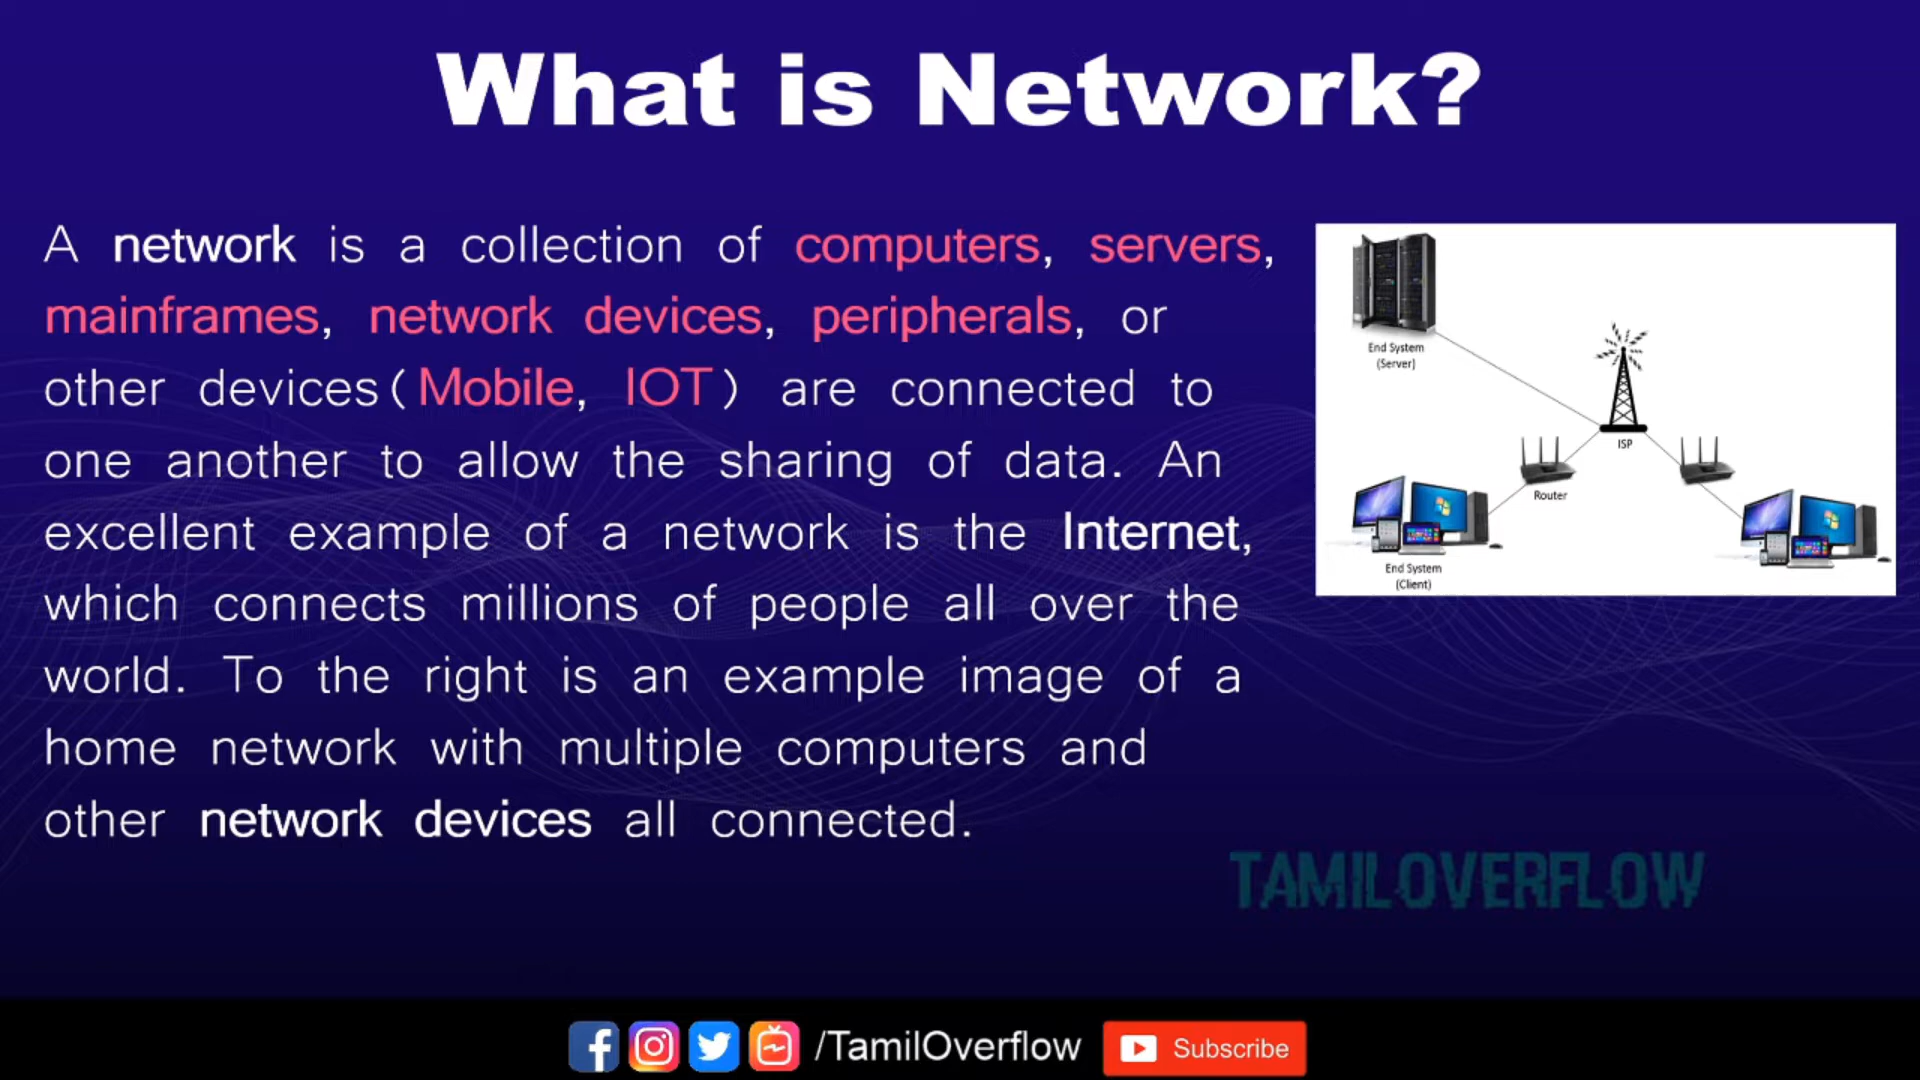 What is Network?
A network is a collection of computers, servers,
mainframes, network devices, peripherals, or
other devices(Mobile, IOT) are connected to
one another to allow the sharing of data. An
excellent example of a network is the Internet,
which connects millions of people all over the
world. To the right is an example image of a
home network with multiple computers and
other network devices all connected.
End System
(Server)
ISP
Router
End System
(Client)
TAMILOVERFLOW
/TamilOverflow
Subscribe